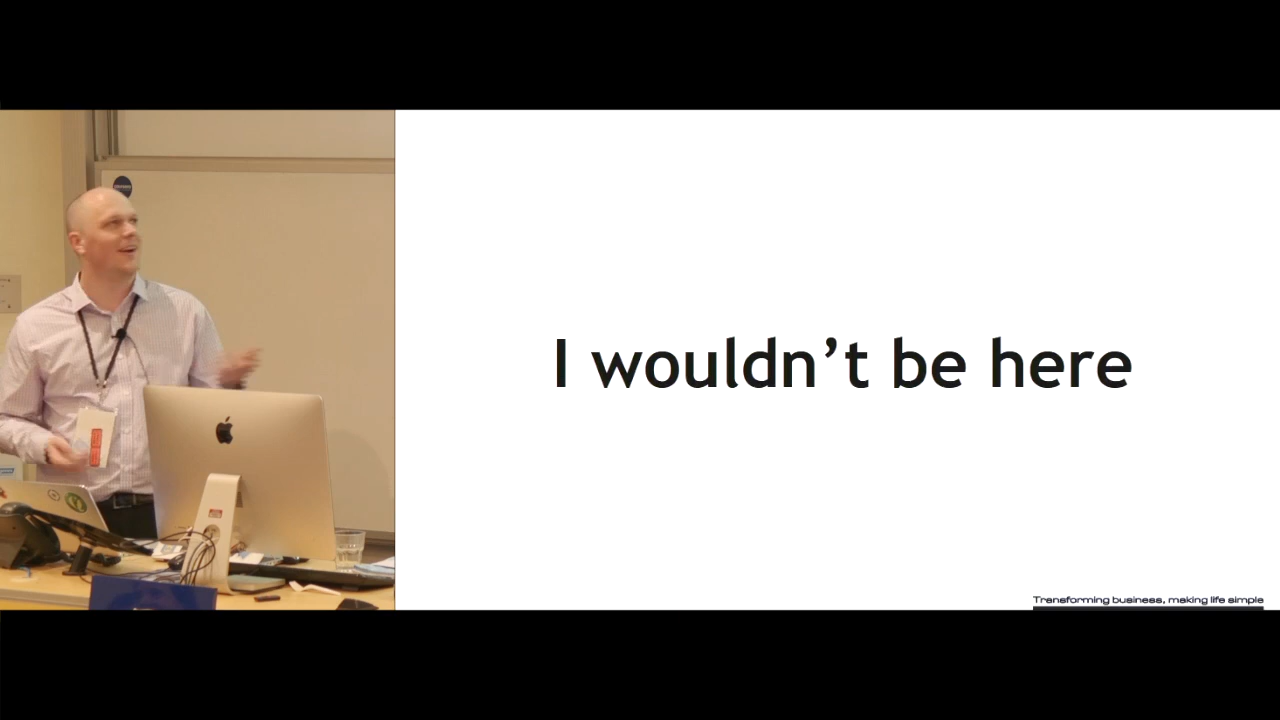 I wouldn’t be here
Transforming business, making life simple